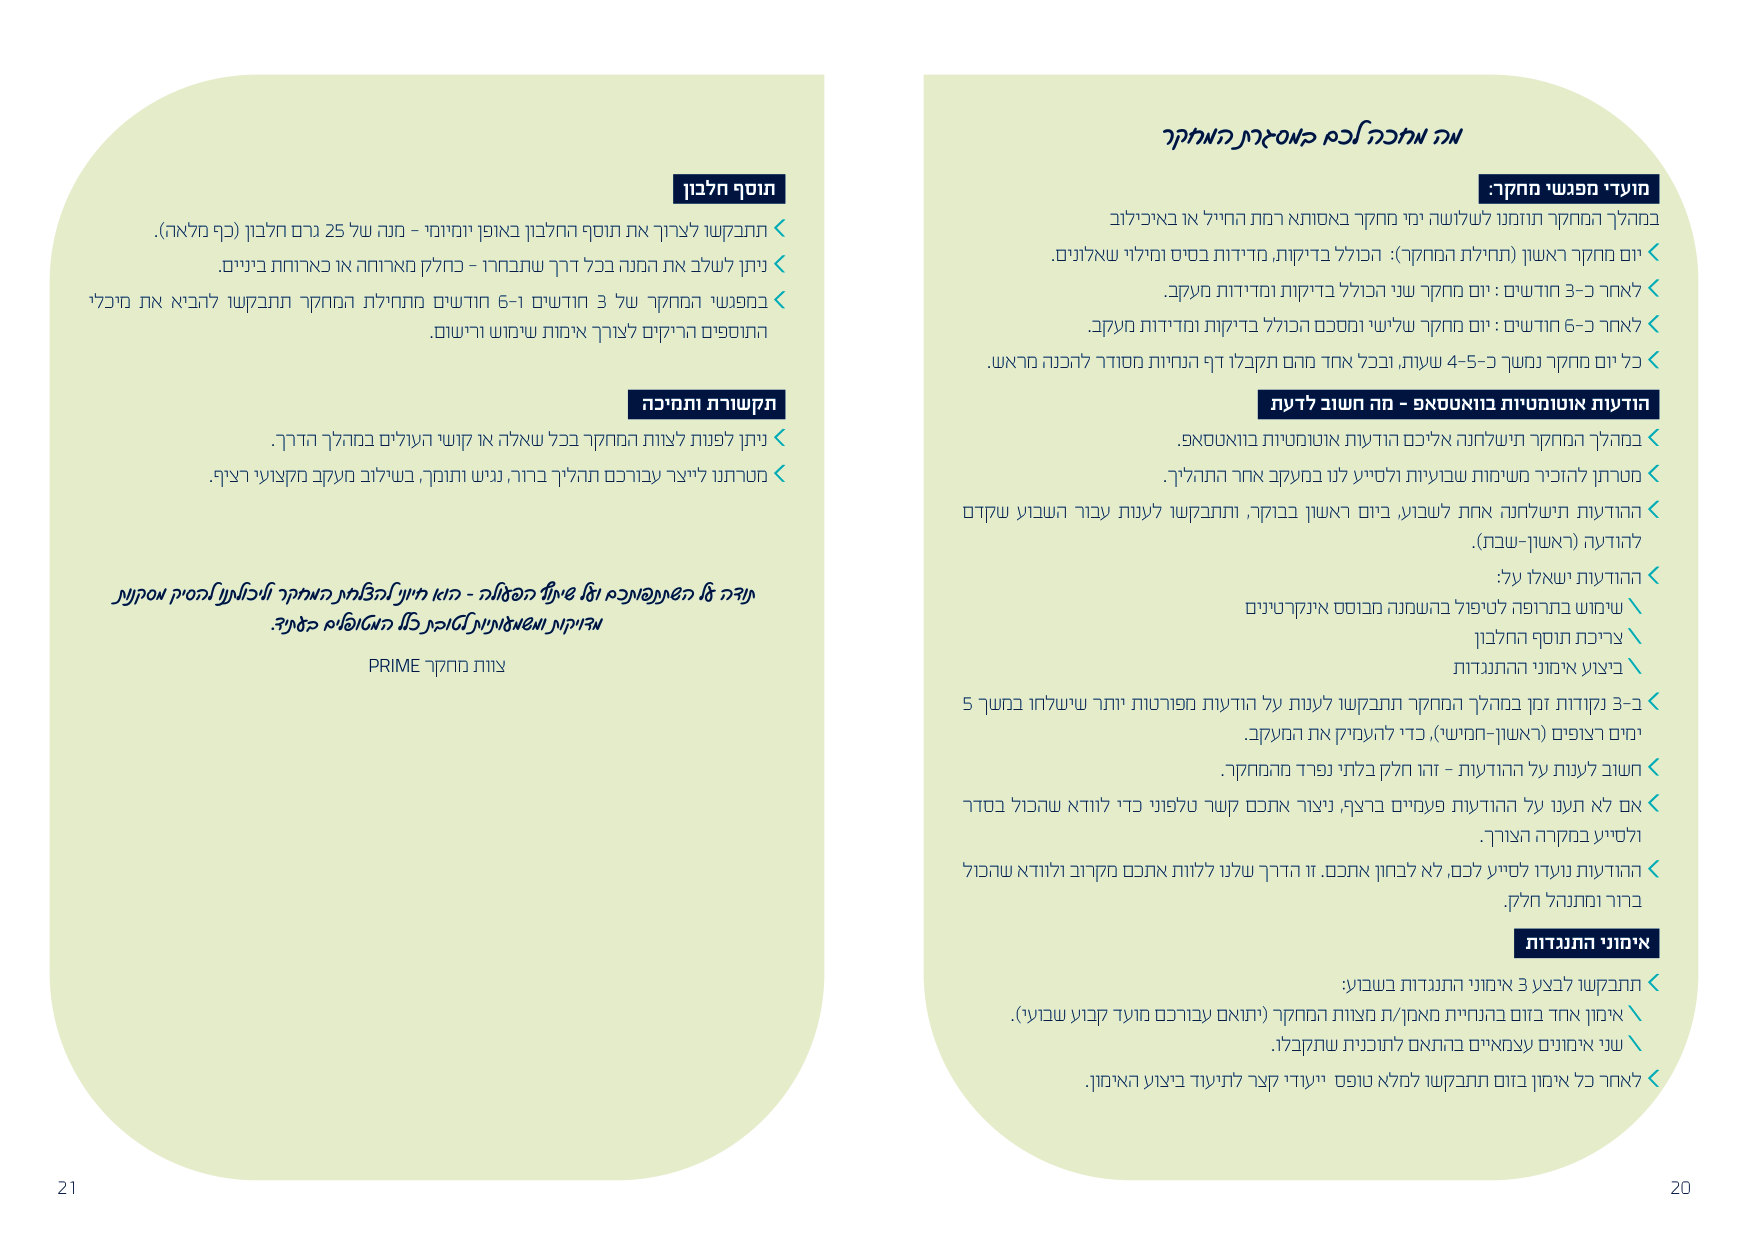 מה מחכה לכם במסגרת המחקר
מועדי מפגשי מחקר:
במהלך המחקר תוזמנו לשלושה ימי מחקר באסותא רמת החייל או באיכילוב
יום מחקר ראשון (תחילת המחקר): הכולל בדיקות, מדידות בסיס ומילוי שאלונים.
לאחר כ-3 חודשים : יום מחקר שני הכולל בדיקות ומדידות מעקב.
לאחר כ-6 חודשים : יום מחקר שלישי ומסכם הכולל בדיקות ומדידות מעקב.
כל יום מחקר נמשך כ-4-5 שעות, ובכל אחד מהם תקבלו דף הנחיות מסודר להכנה מראש.
הודעות אוטומטיות בוואטסאפ - מה חשוב לדעת
במהלך המחקר תישלחנה אליכם הודעות אוטומטיות בוואטסאפ.
מטרתן להזכיר משימות שבועיות ולסייע לנו במעקב אחר התהליך.
ההודעות תישלחנה אחת לשבוע, ביום ראשון בבוקר, ותתבקשו לענות עבור השבוע שקדם
להודעה (ראשון-שבת).
ההודעות ישאלו על:
\ שימוש בתרופה לטיפול בהשמנה מבוסס אינקרטינים
\ צריכת תוסף החלבון
\ ביצוע אימוני ההתנגדות
ב-3 נקודות זמן במהלך המחקר תתבקשו לענות על הודעות מפורטות יותר שישלחו במשך 5
ימים רצופים (ראשון-חמישי), כדי להעמיק את המעקב.
חשוב לענות על ההודעות - זהו חלק בלתי נפרד מהמחקר.
אם לא תענו על ההודעות פעמיים ברצף, ניצור אתכם קשר טלפוני כדי לוודא שהכול בסדר
ולסייע במקרה הצורך.
ההודעות נועדו לסייע לכם, לא לבחון אתכם. זו הדרך שלנו ללוות אתכם מקרוב ולוודא שהכול
ברור ומתנהל חלק.
אימוני התנגדות
תתבקשו לבצע 3 אימוני התנגדות בשבוע:
\ אימון אחד בזום בהנחיית מאמן/ת מצוות המחקר (יתואם עבורכם מועד קבוע שבועי).
\ שני אימונים עצמאיים בהתאם לתוכנית שתקבלו.
לאחר כל אימון בזום תתבקשו למלא טופס ייעודי קצר לתיעוד ביצוע האימון.
20
תוסף חלבון
תתבקשו לצרוך את תוסף החלבון באופן יומיומי - מנה של 25 גרם חלבון (כף מלאה).
ניתן לשלב את המנה בכל דרך שתבחרו - כחלק מארוחה או כארוחת ביניים.
במפגשי המחקר של 3 חודשים ו-6 חודשים מתחילת המחקר תתבקשו להביא את מיכלי
התוספים הריקים לצורך אימות שימוש ורישום.
תקשורת ותמיכה
ניתן לפנות לצוות המחקר בכל שאלה או קושי העולים במהלך הדרך.
מטרתנו לייצר עבורכם תהליך ברור, נגיש ותומך, בשילוב מעקב מקצועי רציף.
תודה על השתתפותכם ועל שיתוף הפעולה - הוא חיוני להצלחת המחקר וליכולתנו להסיק מסקנות
מדויקות ומשמעותיות לטובת כלל המטופלים בעתיד.
צוות מחקר PRIME
21